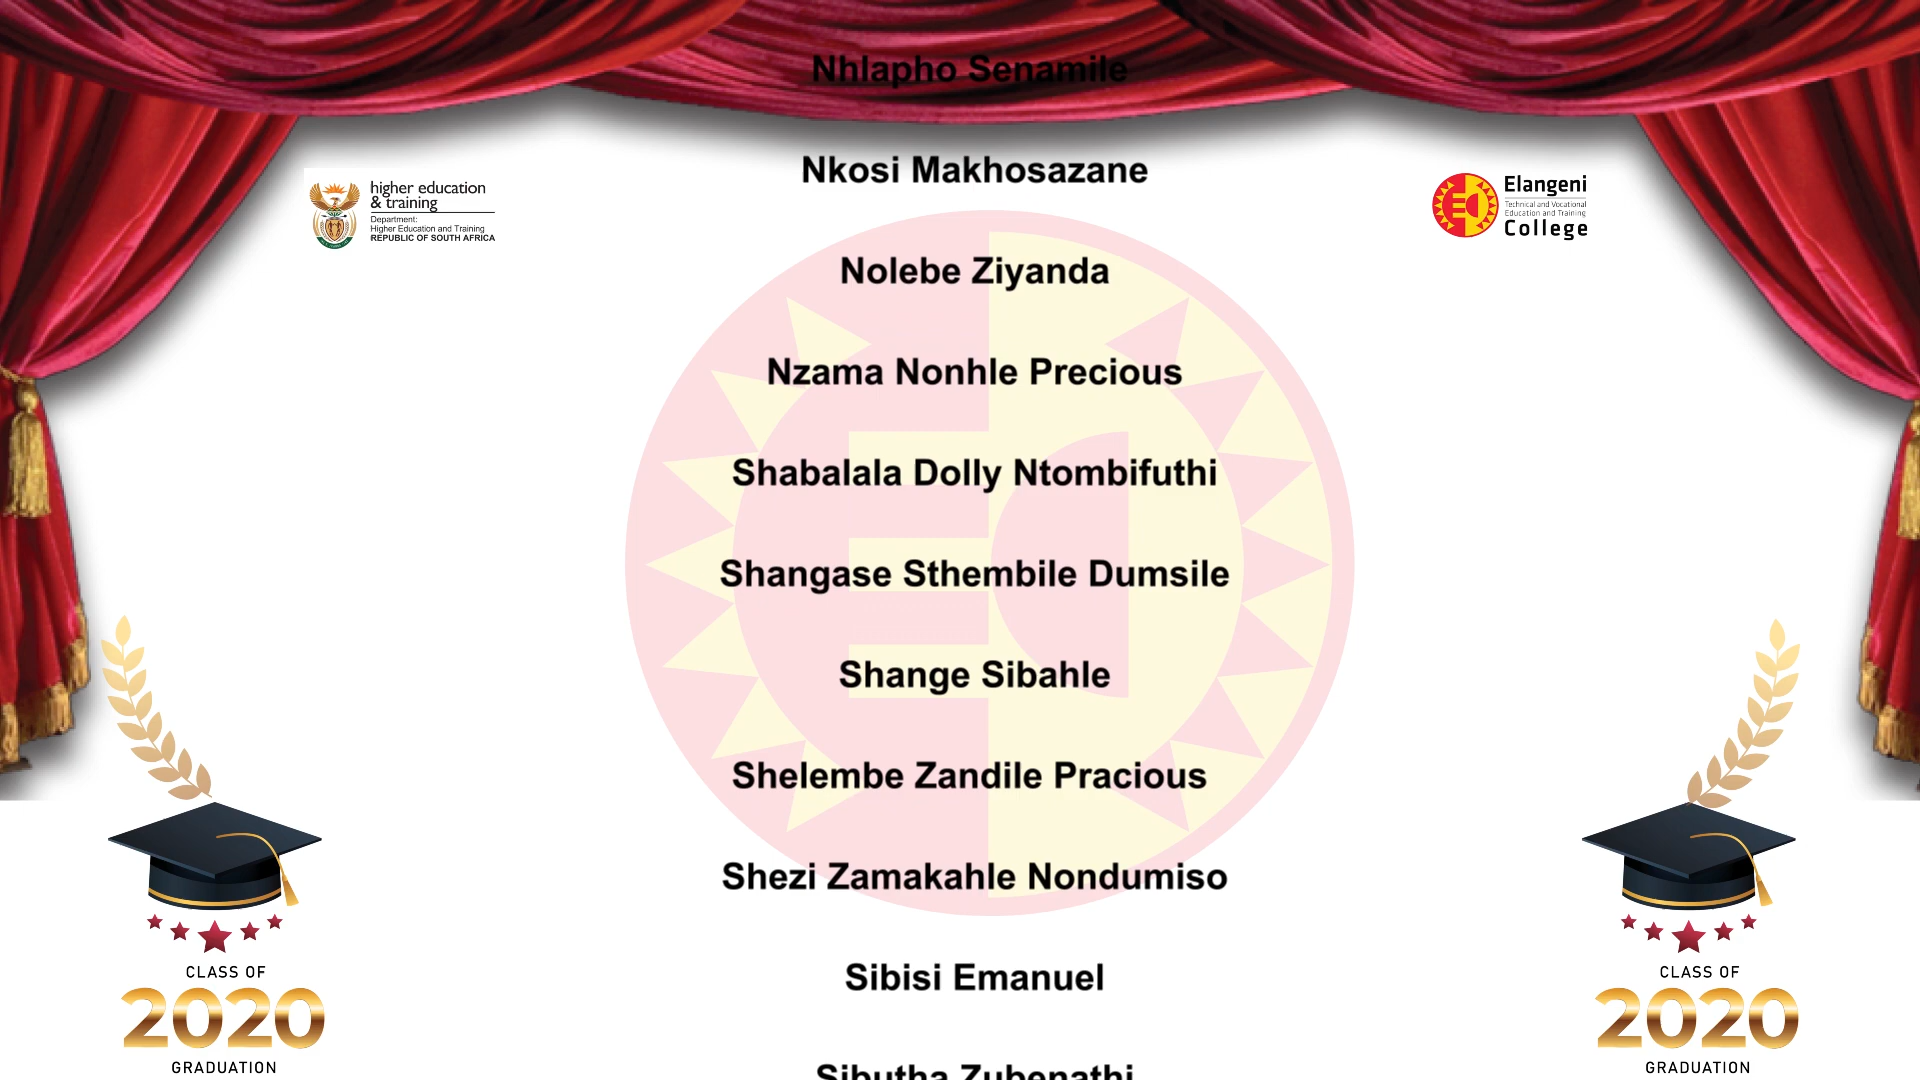 Nhlapho Senamile
Nkosi Makhosazane
higher education
& training
Department:
Higher Education and Training
REPUBLIC OF SOUTH AFRICA
Elangeni
Technical and Vocational
Education and Training
College
Nolebe Ziyanda
Nzama Nonhle Precious
Shabalala Dolly Ntombifuthi
Shangase Sthembile Dumsile
Shange Sibahle
Shelembe Zandile Pracious
Shezi Zamakahle Nondumiso
Sibisi Emanuel
Sibutha Zubenathi
CLASS OF
2020
GRADUATION
CLASS OF
2020
GRADUATION